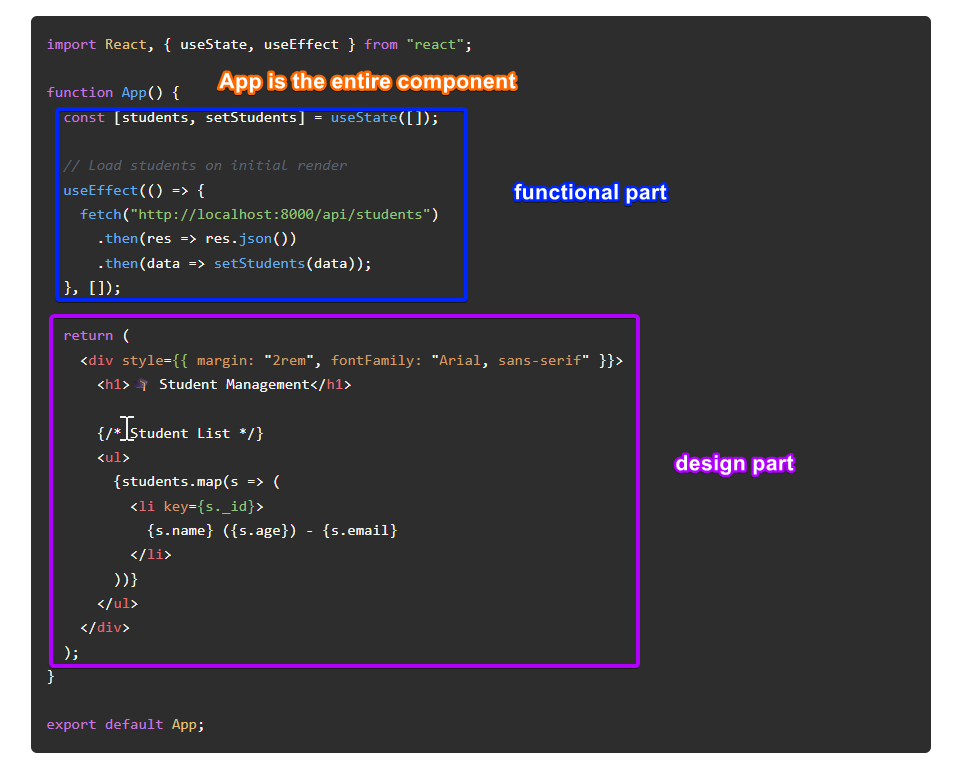 import React, { useState, useEffect } from "react";
App is the entire component
function App() {
const [students, setStudents] = useState([]);
// Load students on initial render
functional part
useEffect(() => {
fetch("http://localhost:8000/api/students")
.then(res => res.json())
.then(data => setStudents(data));
}, []);
return (
<div style={{ margin: "2rem", fontFamily: "Arial, sans-serif" }}>
<h1>🎓 Student Management</h1>
{/* Student List */}
design part
<ul>
{students.map(s => (
<li key={s._id}>
{s.name} ({s.age}) - {s.email}
</li>
))}
</ul>
</div>
);
}
export default App;